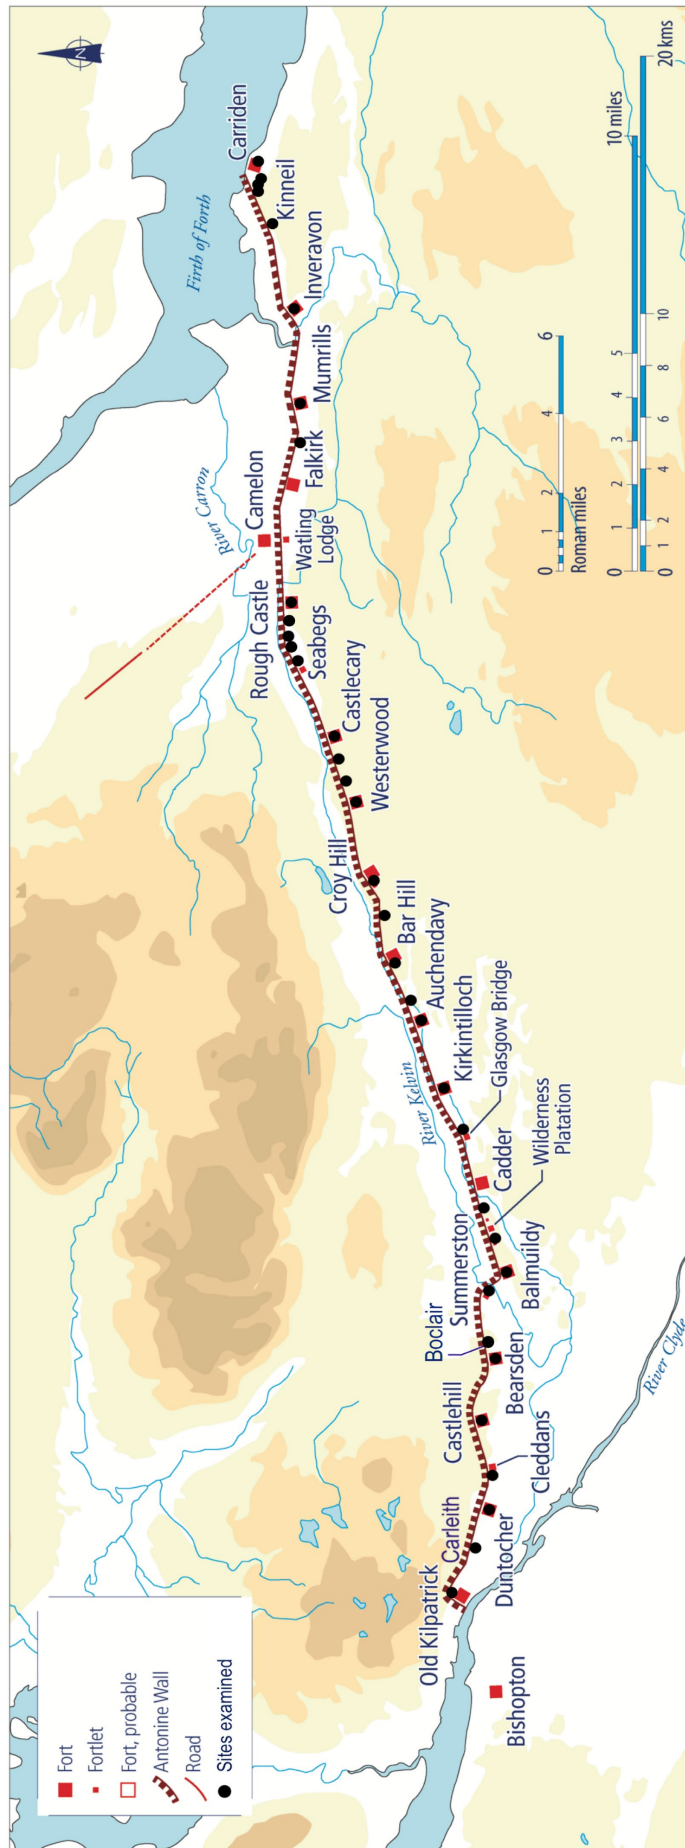 Fort
Fortlet
Fort, probable
Antonine Wall
Road
Sites examined
N
Firth of Forth
River Carron
River Kelvin
River Clyde
Bishopton
Old Kilpatrick
Duntocher
Carleith
Cleddans
Castlehill
Bearsden
Boclair
Summerston
Balmuildy
Wilderness
Platation
Cadder
Glasgow Bridge
Kirkintilloch
Auchendavy
Bar Hill
Croy Hill
Westerwood
Castlecary
Seabegs
Rough Castle
Watling
Lodge
Camelon
Falkirk
Mumrills
Inveravon
Kinneil
Carriden
0 1 2 4 6
Roman miles
0 1 2 3 4 5 10 miles
0 1 2 4 6 8 10 20 kms